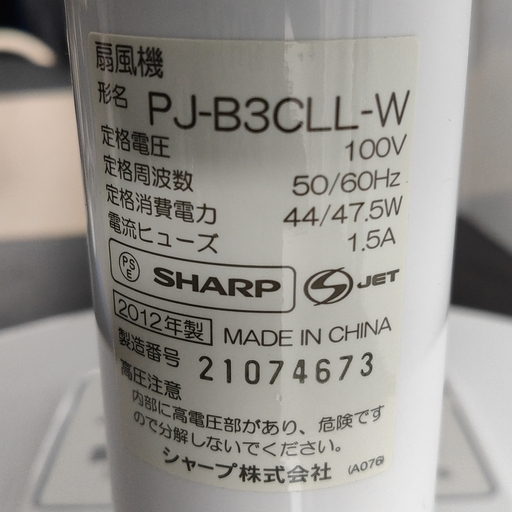 扇風機
形名 PJ-B3CLL-W
定格電圧 100V
定格周波数 50/60Hz
定格消費電力 44/47.5W
電流ヒューズ 1.5A
PSE SHARP S JET
2012年製 MADE IN CHINA
製造番号 21074673
高圧注意
内部に高電圧部があり、危険です
ので分解しないでください。
シャープ株式会社 (A076)